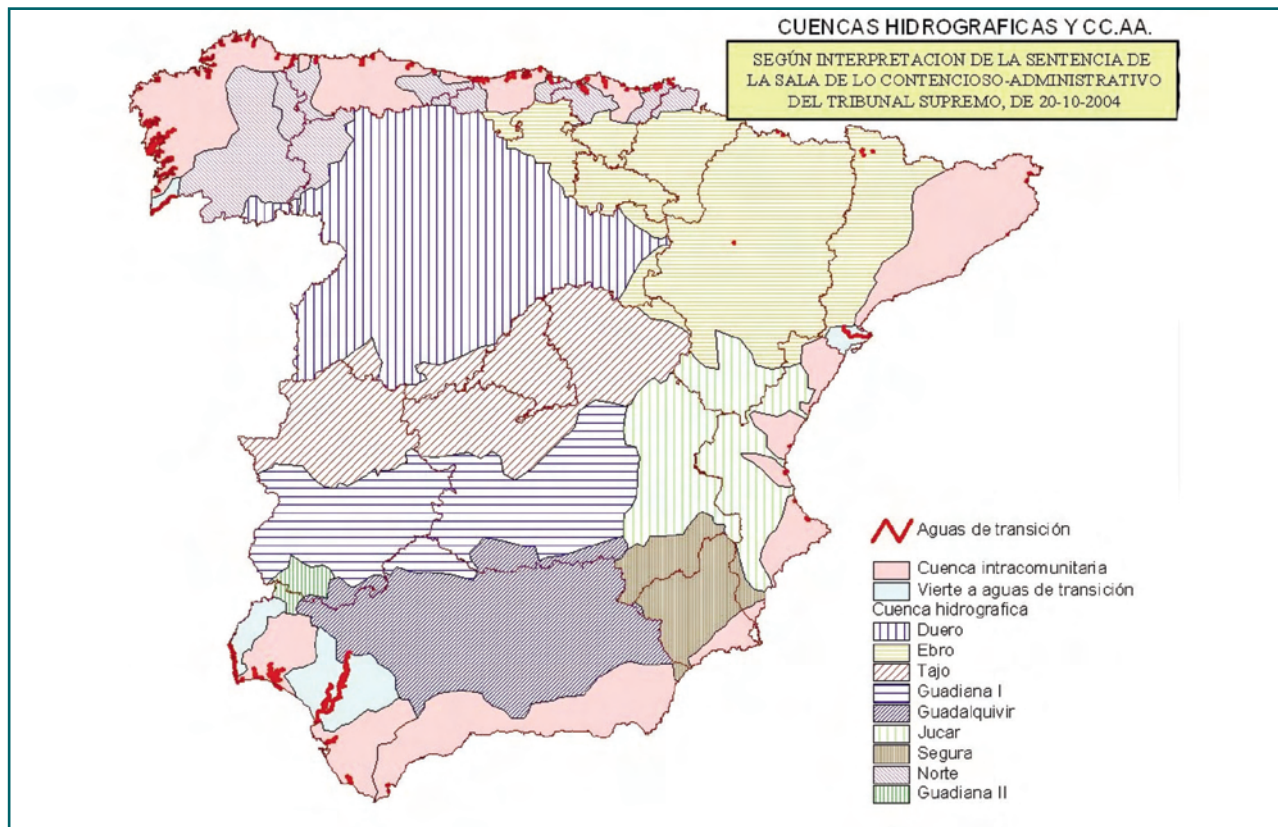 CUENCAS HIDROGRAFICAS Y CC.AA.
SEGÚN INTERPRETACION DE LA SENTENCIA DE
LA SALA DE LO CONTENCIOSO-ADMINISTRATIVO
DEL TRIBUNAL SUPREMO, DE 20-10-2004
Aguas de transición
Cuenca intracomunitaria
Vierte a aguas de transición
Cuenca hidrografica
Duero
Ebro
Tajo
Guadiana I
Guadalquivir
Jucar
Segura
Norte
Guadiana II